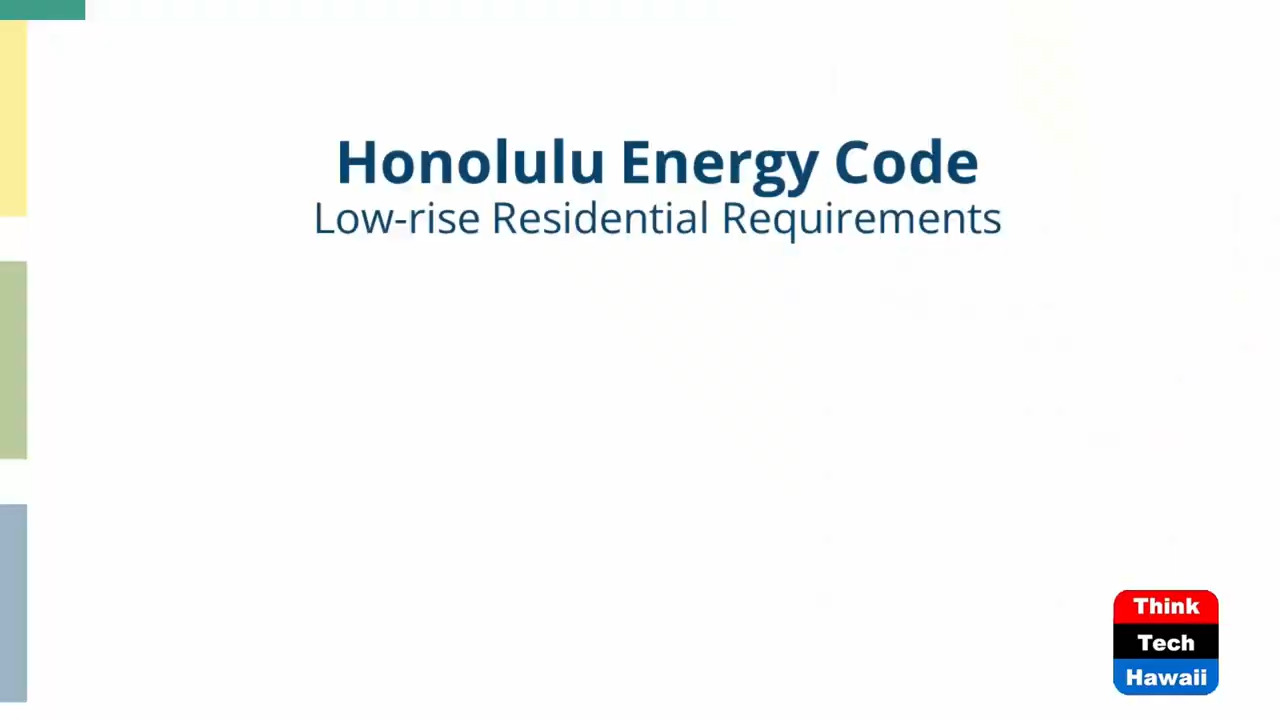 Honolulu Energy Code
Low-rise Residential Requirements
Think
Tech
Hawaii